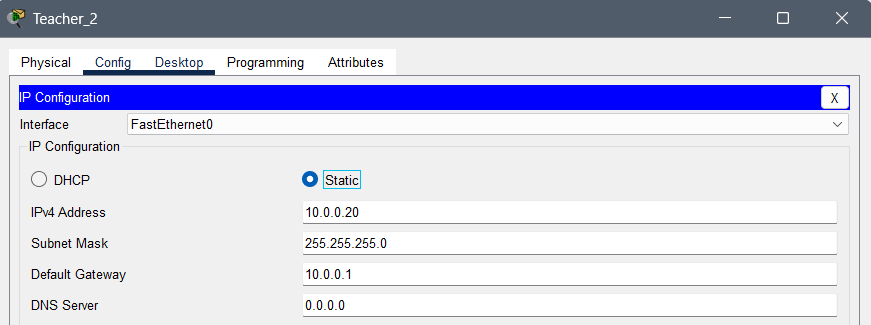 Teacher_2
Physical Config Desktop Programming Attributes
IP Configuration X
Interface FastEthernet0
IP Configuration
DHCP Static
IPv4 Address 10.0.0.20
Subnet Mask 255.255.255.0
Default Gateway 10.0.0.1
DNS Server 0.0.0.0